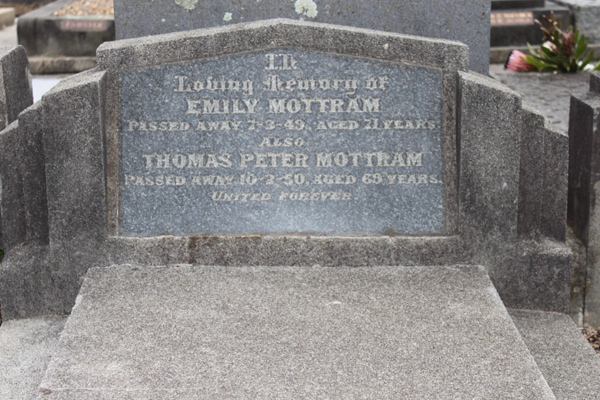 In
Loving Memory of
EMILY MOTTRAM
PASSED AWAY 7-3-49, AGED 71 YEARS
ALSO
THOMAS PETER MOTTRAM
PASSED AWAY 16-2-50, AGED 69 YEARS.
UNITED FOREVER.